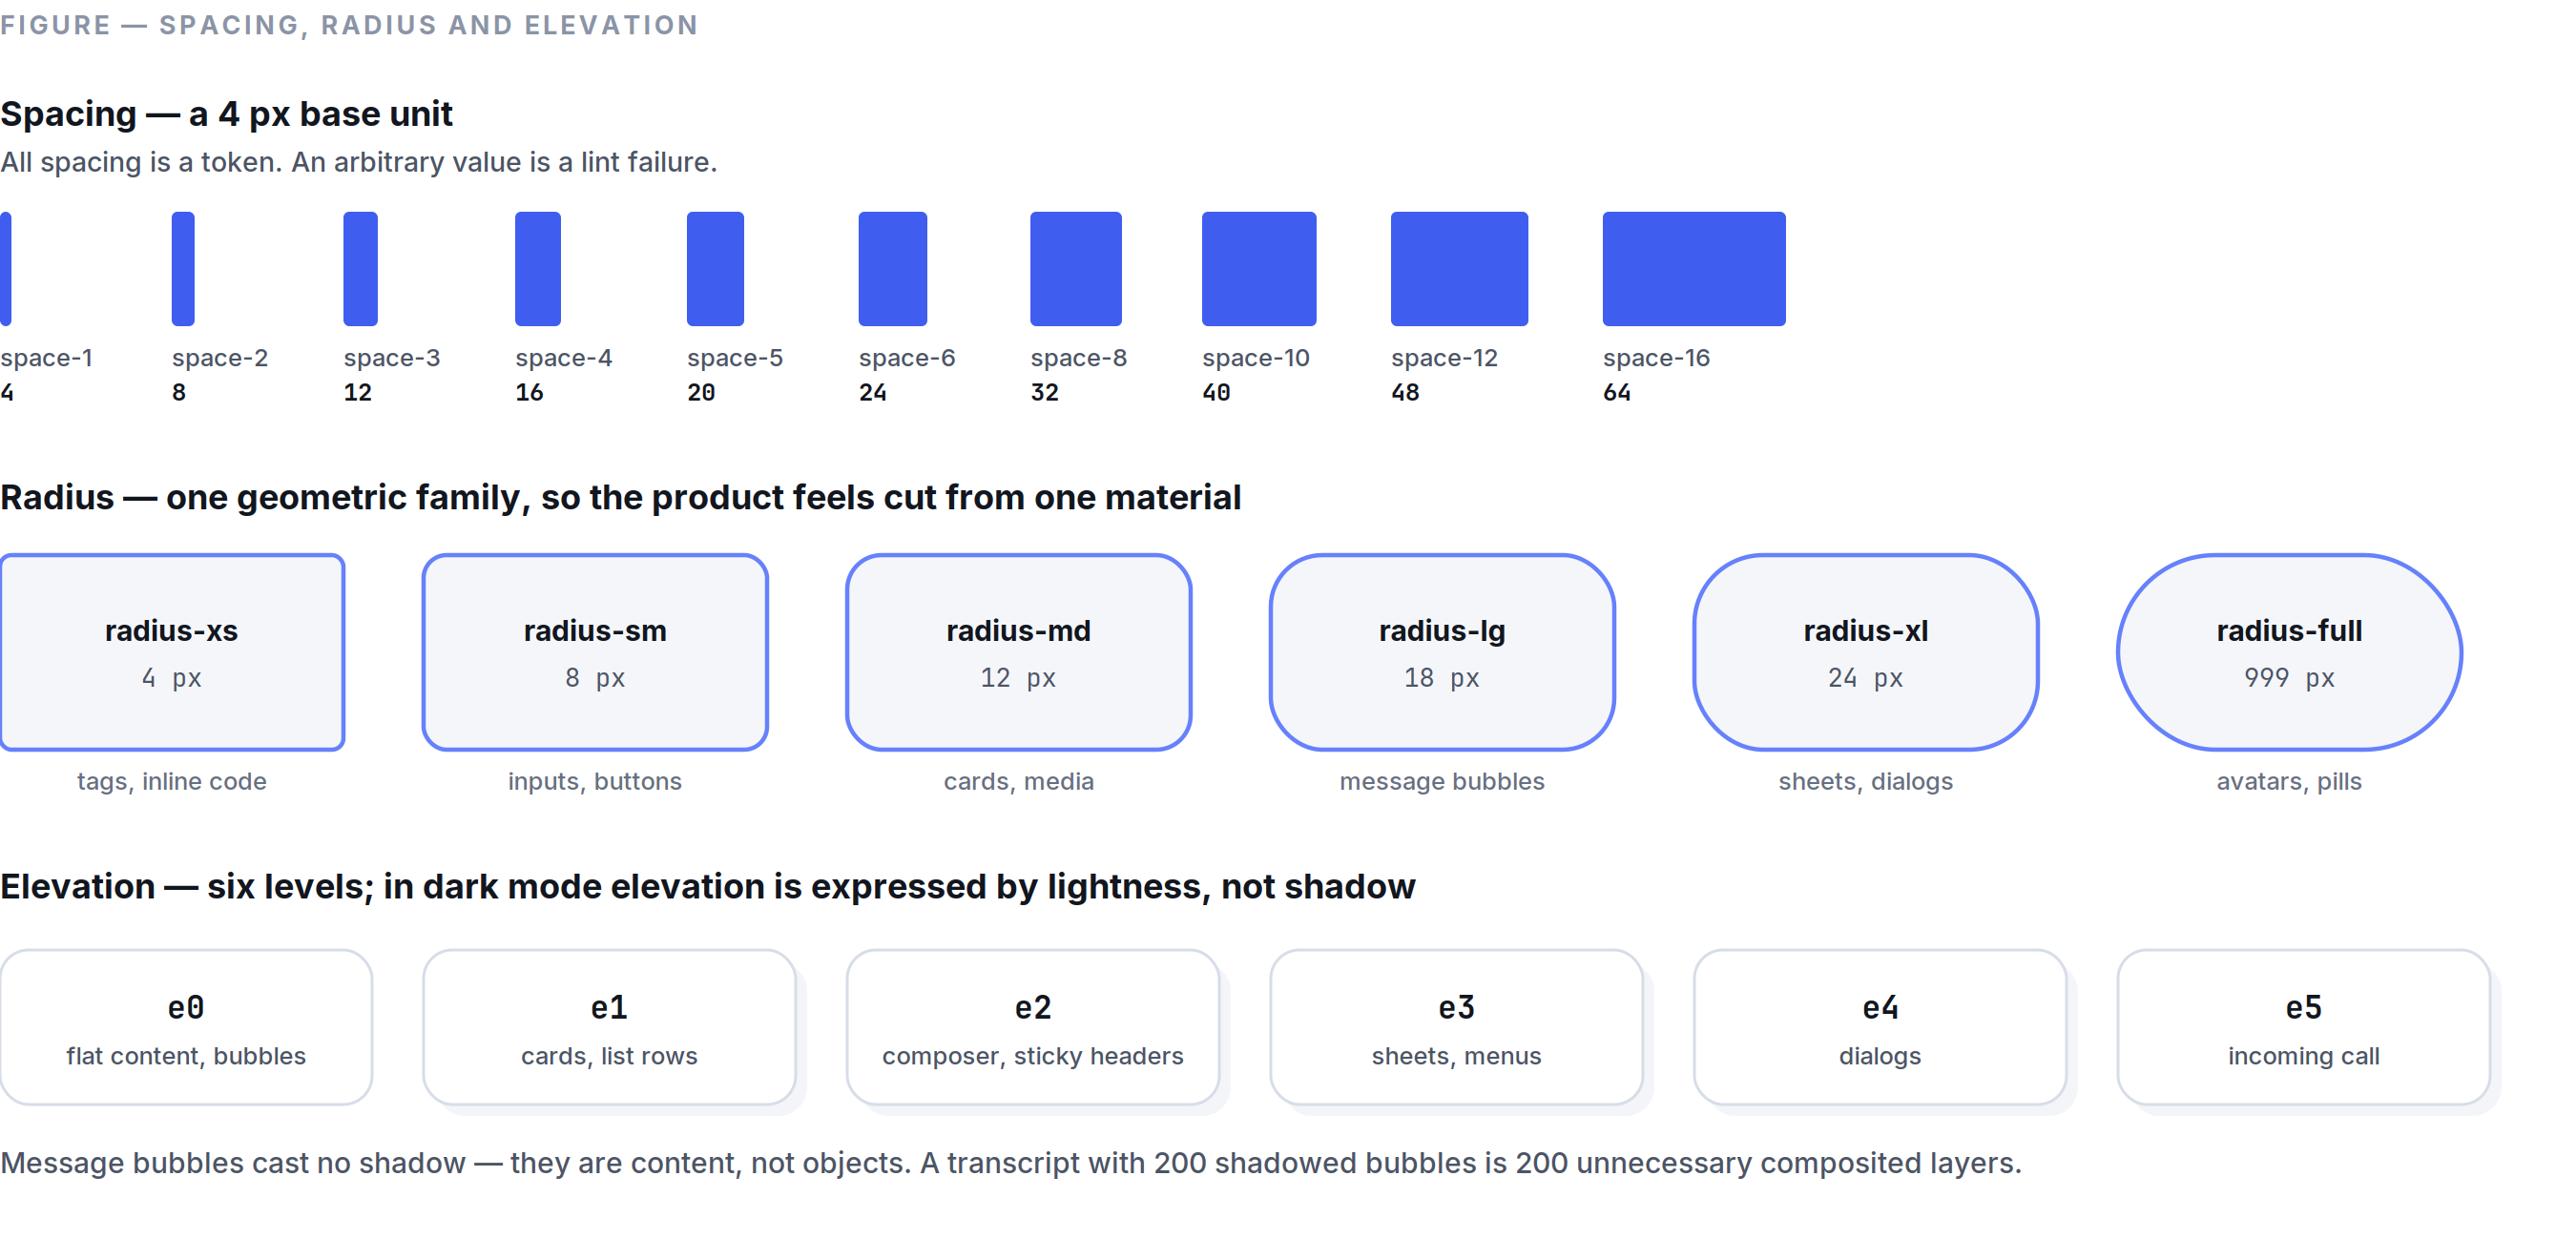 FIGURE — SPACING, RADIUS AND ELEVATION
Spacing — a 4 px base unit
All spacing is a token. An arbitrary value is a lint failure.
space-1 space-2 space-3 space-4 space-5 space-6 space-8 space-10 space-12 space-16
4 8 12 16 20 24 32 40 48 64
Radius — one geometric family, so the product feels cut from one material
radius-xs radius-sm radius-md radius-lg radius-xl radius-full
4 px 8 px 12 px 18 px 24 px 999 px
tags, inline code inputs, buttons cards, media message bubbles sheets, dialogs avatars, pills
Elevation — six levels; in dark mode elevation is expressed by lightness, not shadow
e0 e1 e2 e3 e4 e5
flat content, bubbles cards, list rows composer, sticky headers sheets, menus dialogs incoming call
Message bubbles cast no shadow — they are content, not objects. A transcript with 200 shadowed bubbles is 200 unnecessary composited layers.